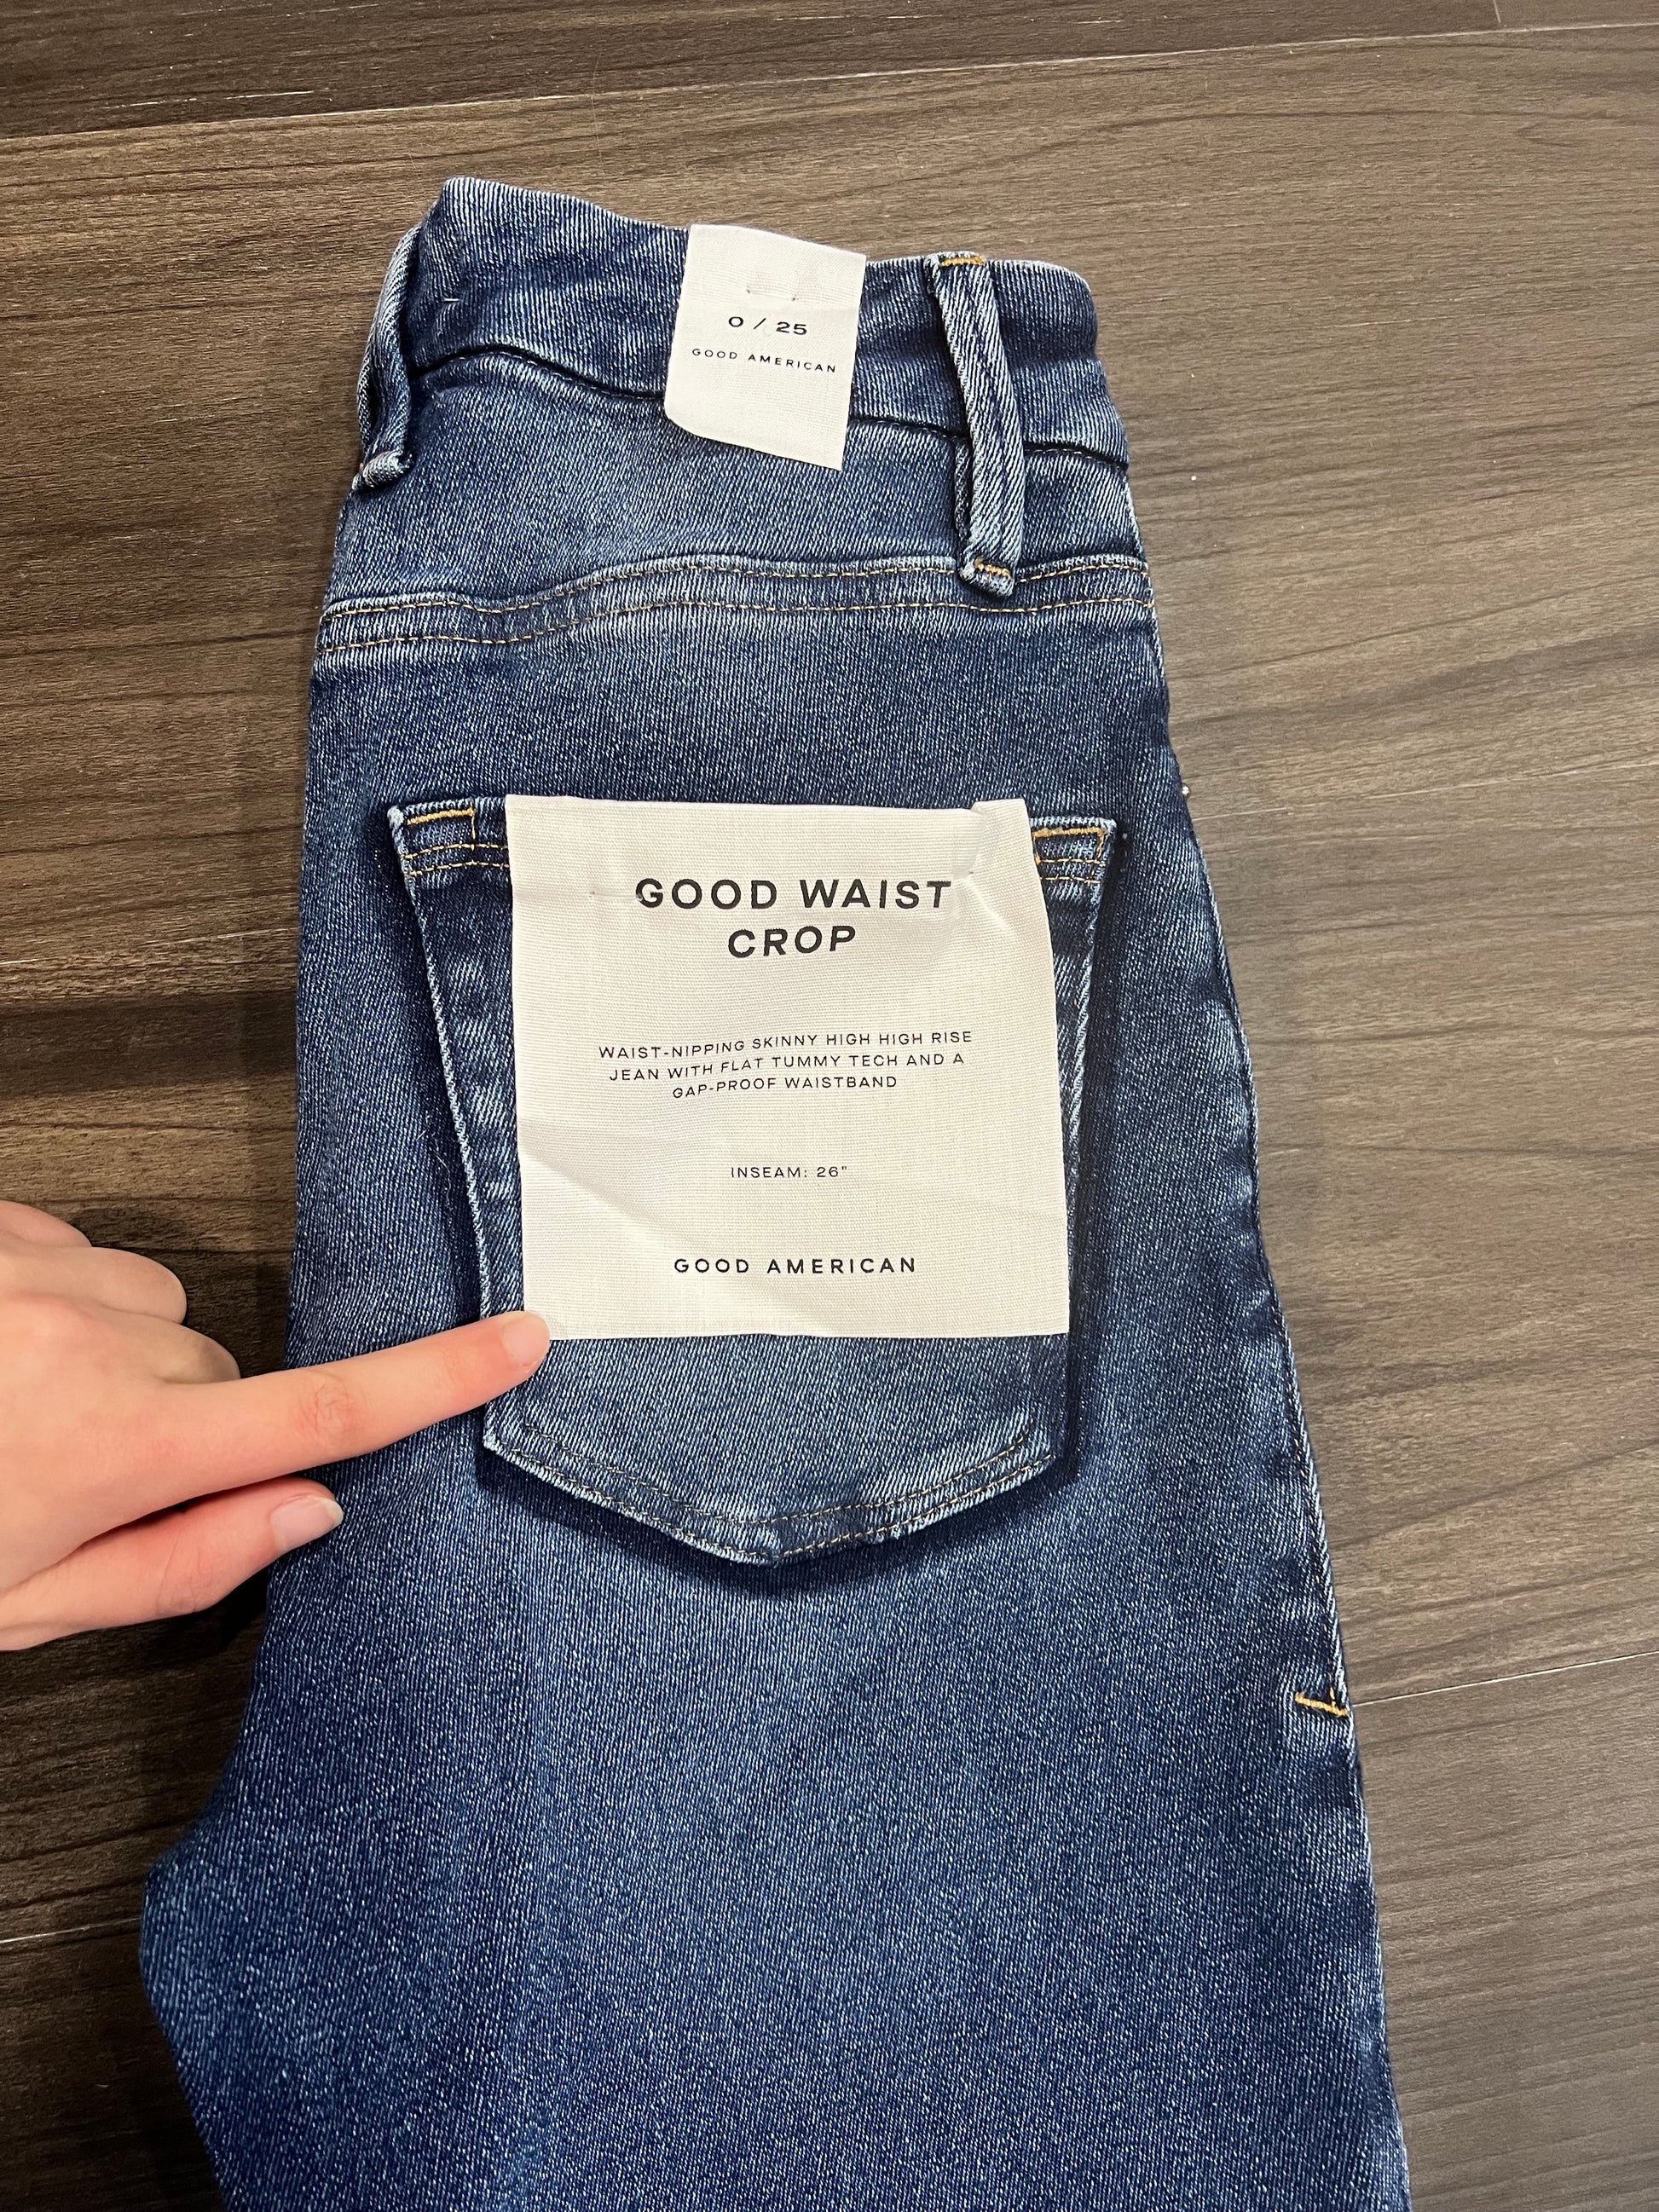 0 / 25
GOOD AMERICAN
GOOD WAIST
CROP
WAIST-NIPPING SKINNY HIGH HIGH RISE
JEAN WITH FLAT TUMMY TECH AND A
GAP-PROOF WAISTBAND
INSEAM: 26"
GOOD AMERICAN